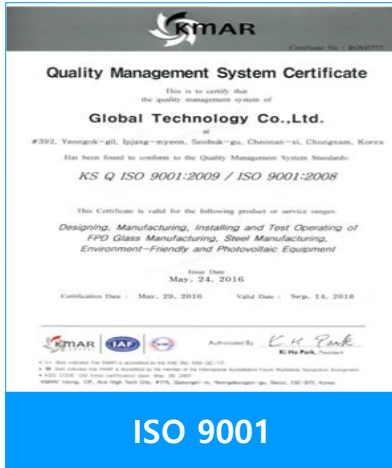 KMAR
Quality Management System Certificate
This is to certify that
the quality management system of
Global Technology Co.,Ltd.
at
#392, Yeongok-gil, Ipjang-myeon, Seobuk-gu, Cheonan-si, Chungnam, Korea
Has been found to conform to the Quality Management System Standards:
KS Q ISO 9001:2009 / ISO 9001:2008
This Certificate is valid for the following product or service ranges:
Designing, Manufacturing, Installing and Test Operating of
FPD Glass Manufacturing, Steel Manufacturing,
Environment-Friendly and Photovoltaic Equipment
Issue Date
May. 24, 2016
Certification Date : May. 29, 2016 Valid Date : Sep. 14, 2018
KMAR IAF Authorized By
Ki Ho Park, President
ISO 9001